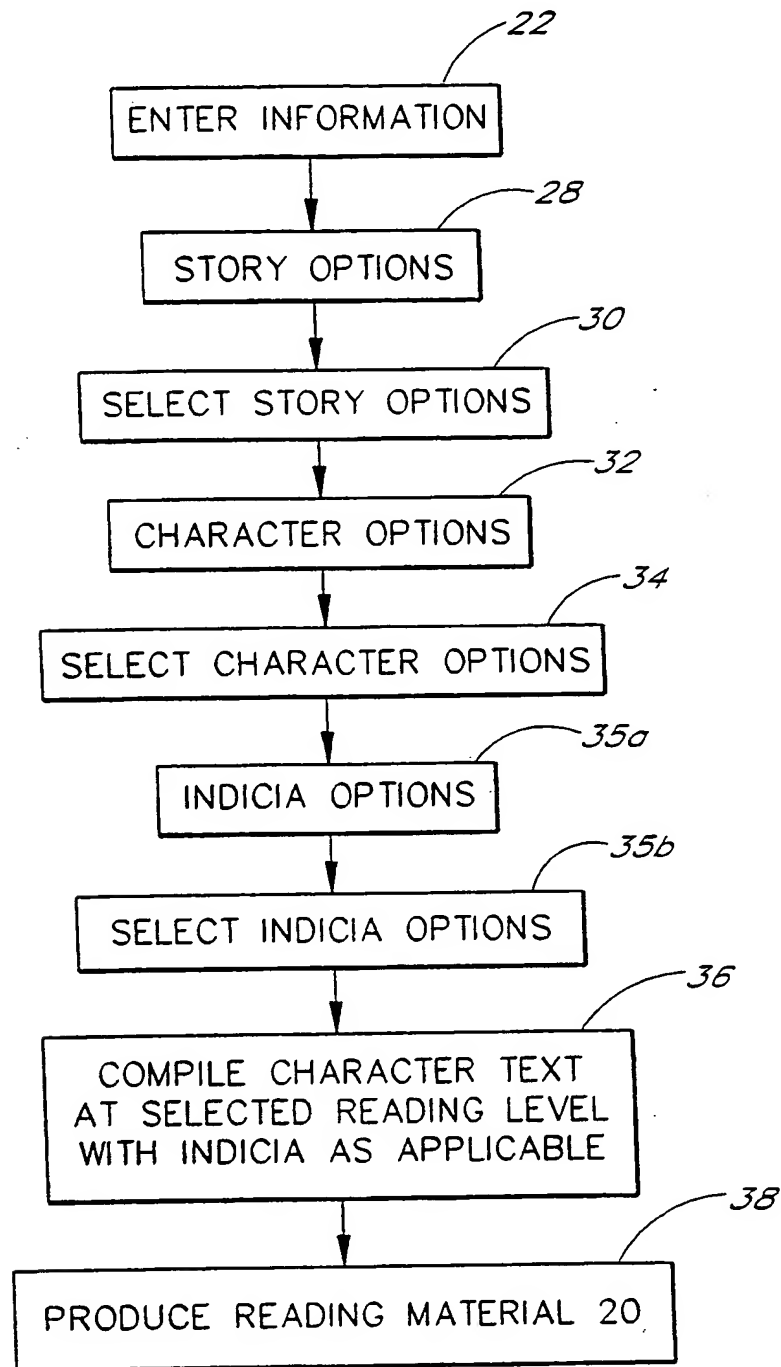 22
ENTER INFORMATION
28
STORY OPTIONS
30
SELECT STORY OPTIONS
32
CHARACTER OPTIONS
34
SELECT CHARACTER OPTIONS
35a
INDICIA OPTIONS
35b
SELECT INDICIA OPTIONS
36
COMPILE CHARACTER TEXT
AT SELECTED READING LEVEL
WITH INDICIA AS APPLICABLE
38
PRODUCE READING MATERIAL 20